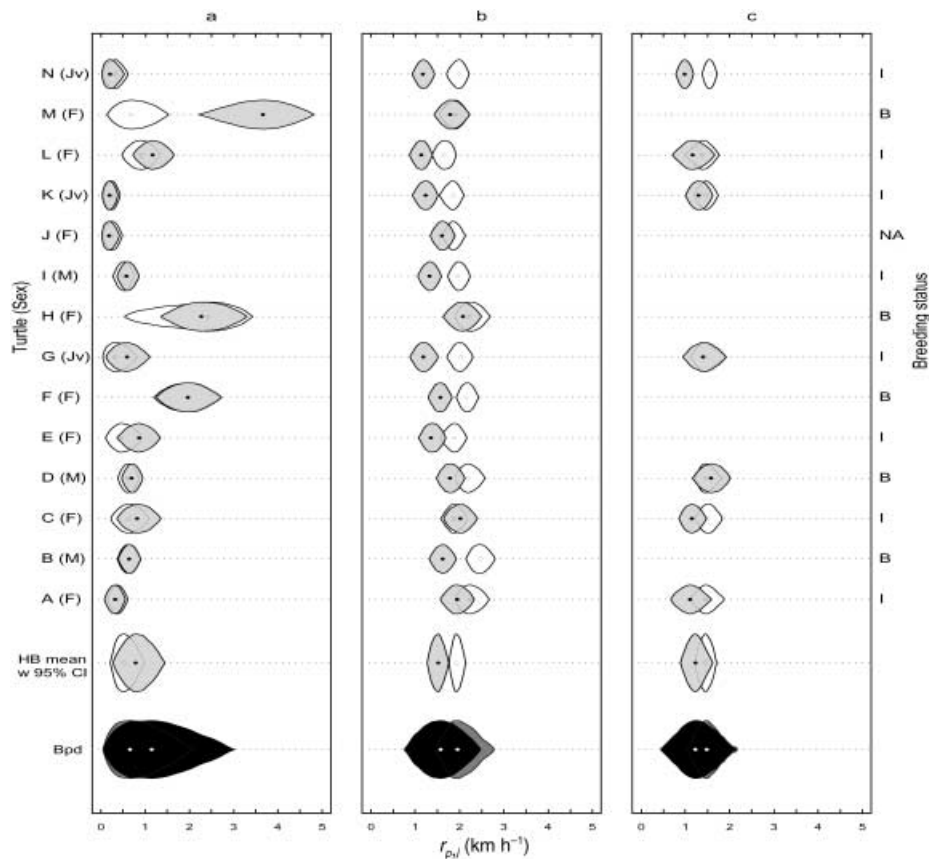 a b c
N (Jv) I
M (F) B
L (F) I
K (Jv) I
J (F) NA
I (M) I
H (F) B
G (Jv) I
F (F) B
E (F) I
D (M) B
C (F) I
B (M) B
A (F) I
HB mean
w 95% CI
Bpd
Turtle (Sex)
Breeding status
0 1 2 3 4 5 0 1 2 3 4 5 0 1 2 3 4 5
(km h⁻¹)